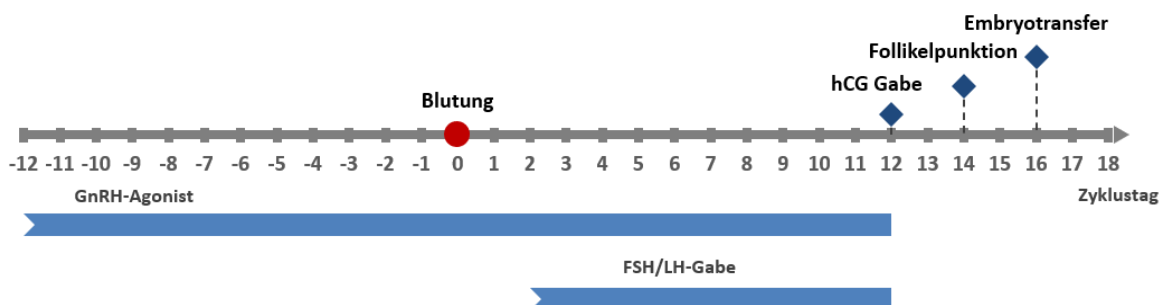 Embryotransfer
Follikelpunktion
hCG Gabe
Blutung
-12 -11 -10 -9 -8 -7 -6 -5 -4 -3 -2 -1 0 1 2 3 4 5 6 7 8 9 10 11 12 13 14 15 16 17 18
GnRH-Agonist
Zyklustag
FSH/LH-Gabe